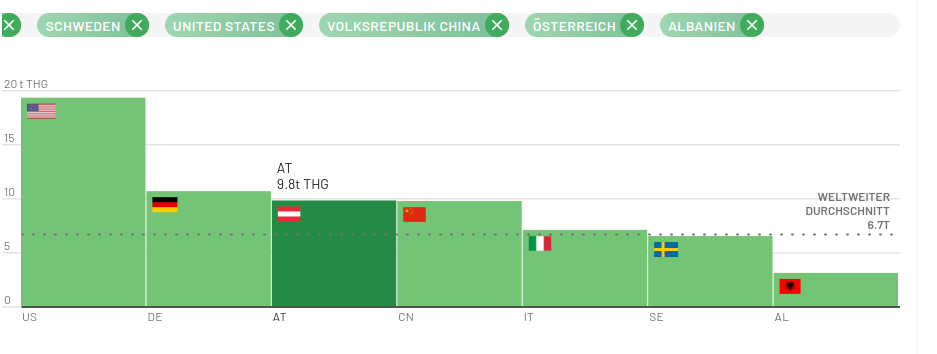 SCHWEDEN
UNITED STATES
VOLKSREPUBLIK CHINA
ÖSTERREICH
ALBANIEN
20 t THG
15
AT
9.8t THG
10
WELTWEITER
DURCHSCHNITT
6.7T
5
0
US
DE
AT
CN
IT
SE
AL